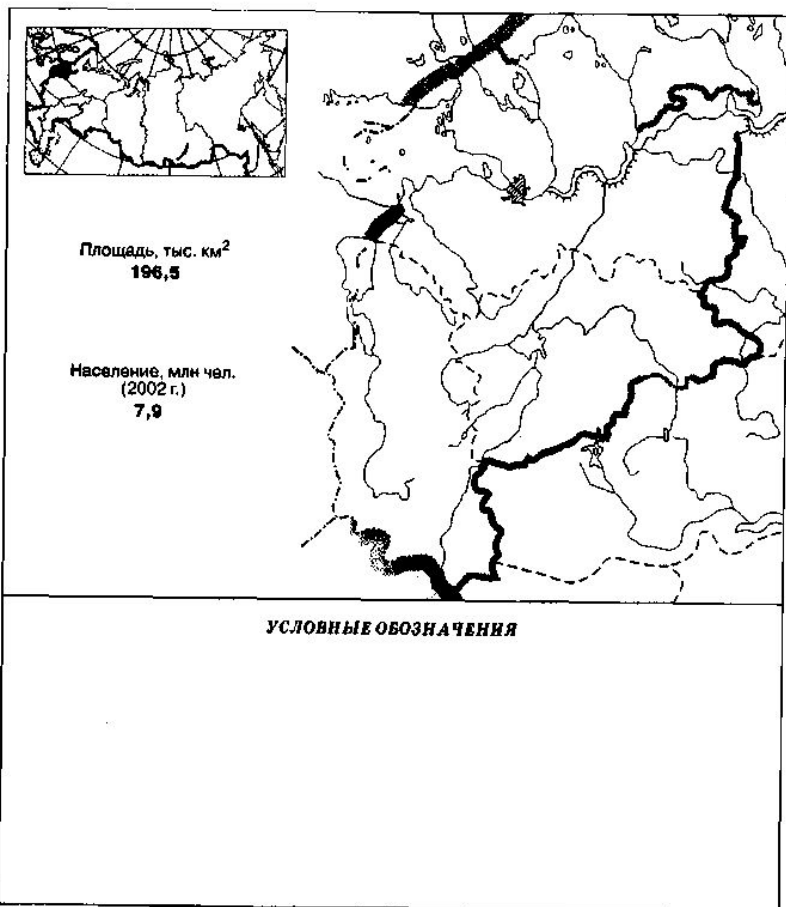 Площадь, тыс. км²
196,5
Население, млн чел.
(2002 г.)
7,9
УСЛОВНЫЕ ОБОЗНАЧЕНИЯ